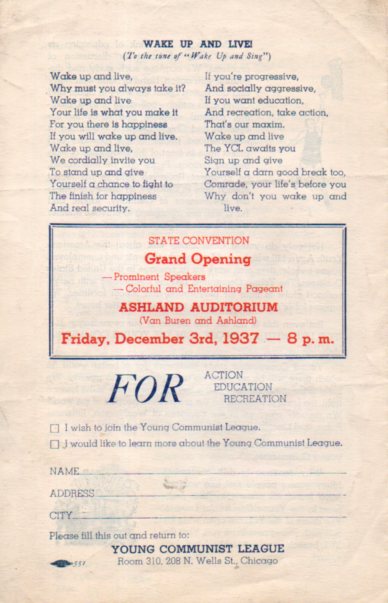 WAKE UP AND LIVE!
(To the tune of "Wake Up and Sing")
Wake up and live,
Why must you always take it?
Wake up and live
Your life is what you make it
For you there is happiness
If you will wake up and live.
Wake up and live,
We cordially invite you
To stand up and give
Yourself a chance to fight to
The finish for happiness
And real security.
If you're progressive,
And socially aggressive,
If you want education,
And recreation, take action,
That's our maxim.
Wake up and live
The YCL awaits you
Sign up and give
Yourself a darn good break too,
Comrade, your life's before you
Why don't you wake up and
live.
STATE CONVENTION
Grand Opening
— Prominent Speakers
— Colorful and Entertaining Pageant
ASHLAND AUDITORIUM
(Van Buren and Ashland)
Friday, December 3rd, 1937 — 8 p. m.
FOR
ACTION
EDUCATION
RECREATION
I wish to join the Young Communist League.
I would like to learn more about the Young Communist League.
NAME
ADDRESS
CITY
Please fill this out and return to:
YOUNG COMMUNIST LEAGUE
Room 310, 208 N. Wells St., Chicago